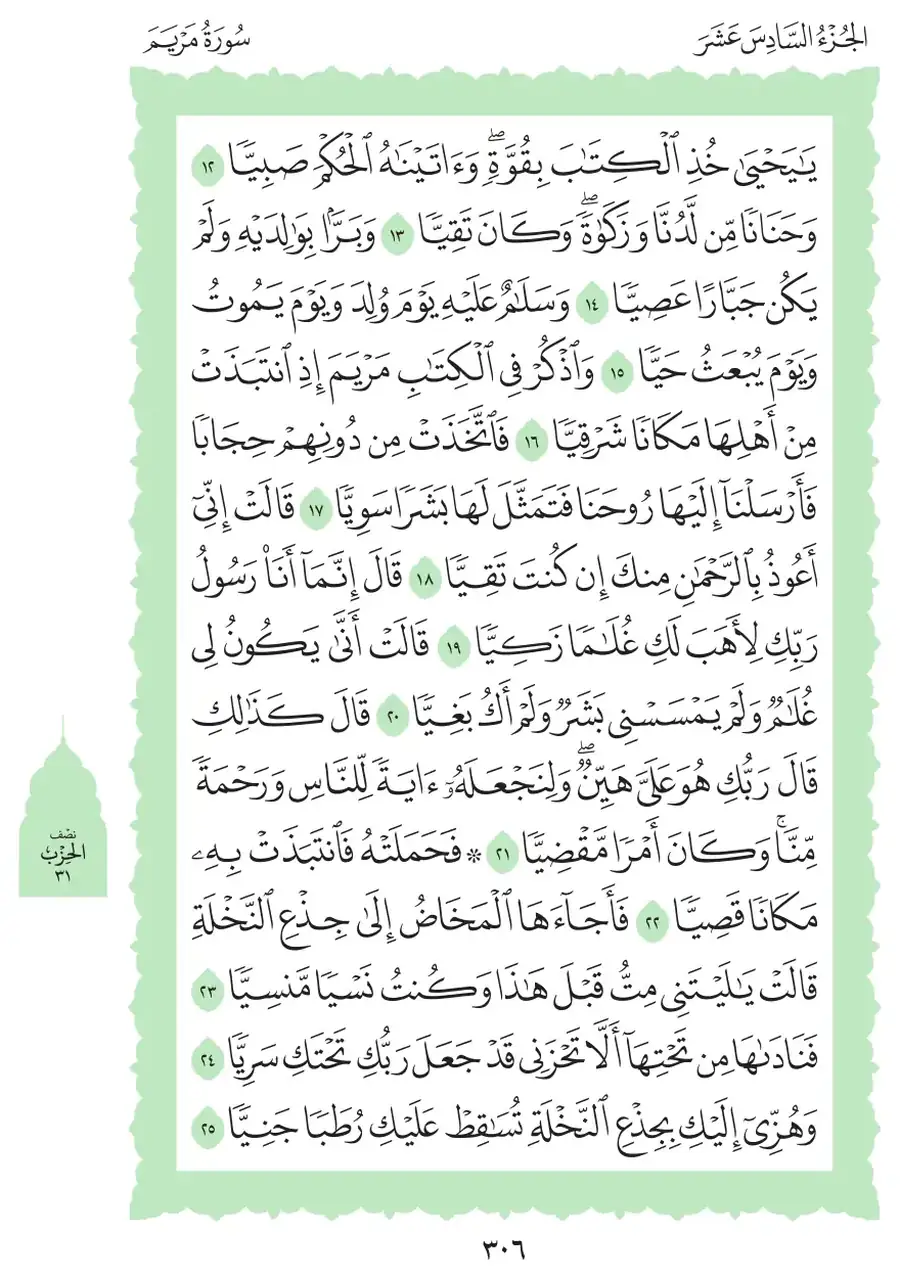 الجُزْءُ السَّادِسَ عَشَرَ
سُورَةُ مَرْيَمَ
يَـٰيَحْيَىٰ خُذِ ٱلْكِتَـٰبَ بِقُوَّةٍۖ وَءَاتَيْنَـٰهُ ٱلْحُكْمَ صَبِيًّا ١٢
وَحَنَانًا مِّن لَّدُنَّا وَزَكَوٰةًۖ وَكَانَ تَقِيًّا ١٣ وَبَرًّۢا بِوَٰلِدَيْهِ وَلَمْ
يَكُن جَبَّارًا عَصِيًّا ١٤ وَسَلَـٰمٌ عَلَيْهِ يَوْمَ وُلِدَ وَيَوْمَ يَمُوتُ
وَيَوْمَ يُبْعَثُ حَيًّا ١٥ وَٱذْكُرْ فِى ٱلْكِتَـٰبِ مَرْيَمَ إِذِ ٱنتَبَذَتْ
مِنْ أَهْلِهَا مَكَانًا شَرْقِيًّا ١٦ فَٱتَّخَذَتْ مِن دُونِهِمْ حِجَابًا
فَأَرْسَلْنَآ إِلَيْهَا رُوحَنَا فَتَمَثَّلَ لَهَا بَشَرًا سَوِيًّا ١٧ قَالَتْ إِنِّىٓ
أَعُوذُ بِٱلرَّحْمَـٰنِ مِنكَ إِن كُنتَ تَقِيًّا ١٨ قَالَ إِنَّمَآ أَنَا۠ رَسُولُ
رَبِّكِ لِأَهَبَ لَكِ غُلَـٰمًا زَكِيًّا ١٩ قَالَتْ أَنَّىٰ يَكُونُ لِى
غُلَـٰمٌ وَلَمْ يَمْسَسْنِى بَشَرٌ وَلَمْ أَكُ بَغِيًّا ٢٠ قَالَ كَذَٰلِكِ
قَالَ رَبُّكِ هُوَ عَلَىَّ هَيِّنٌۖ وَلِنَجْعَلَهُۥٓ ءَايَةً لِّلنَّاسِ وَرَحْمَةً
مِّنَّاۚ وَكَانَ أَمْرًا مَّقْضِيًّا ٢١ * فَحَمَلَتْهُ فَٱنتَبَذَتْ بِهِۦ
مَكَانًا قَصِيًّا ٢٢ فَأَجَآءَهَا ٱلْمَخَاضُ إِلَىٰ جِذْعِ ٱلنَّخْلَةِ
قَالَتْ يَـٰلَيْتَنِى مِتُّ قَبْلَ هَـٰذَا وَكُنتُ نَسْيًا مَّنسِيًّا ٢٣
فَنَادَىٰهَا مِن تَحْتِهَآ أَلَّا تَحْزَنِى قَدْ جَعَلَ رَبُّكِ تَحْتَكِ سَرِيًّا ٢٤
وَهُزِّىٓ إِلَيْكِ بِجِذْعِ ٱلنَّخْلَةِ تُسَـٰقِطْ عَلَيْكِ رُطَبًا جَنِيًّا ٢٥
نِصْف
الحِزْبِ
٣١
٣٠٦